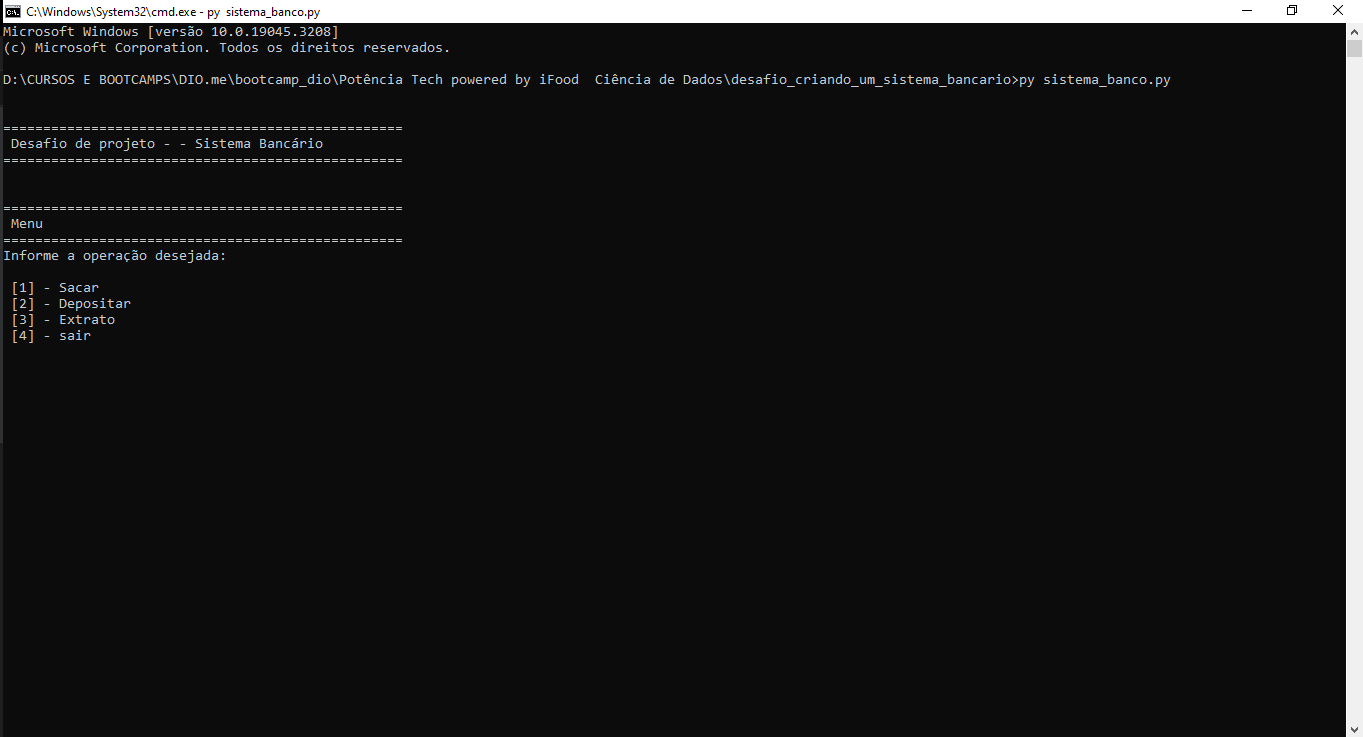 C:\Windows\System32\cmd.exe - py sistema_banco.py
Microsoft Windows [versão 10.0.19045.3208]
(c) Microsoft Corporation. Todos os direitos reservados.
D:\CURSOS E BOOTCAMPS\DIO.me\bootcamp_dio\Potência Tech powered by iFood  Ciência de Dados\desafio_criando_um_sistema_bancario>py sistema_banco.py
==================================================
Desafio de projeto - - Sistema Bancário
==================================================
==================================================
Menu
==================================================
Informe a operação desejada:
[1] - Sacar
[2] - Depositar
[3] - Extrato
[4] - sair